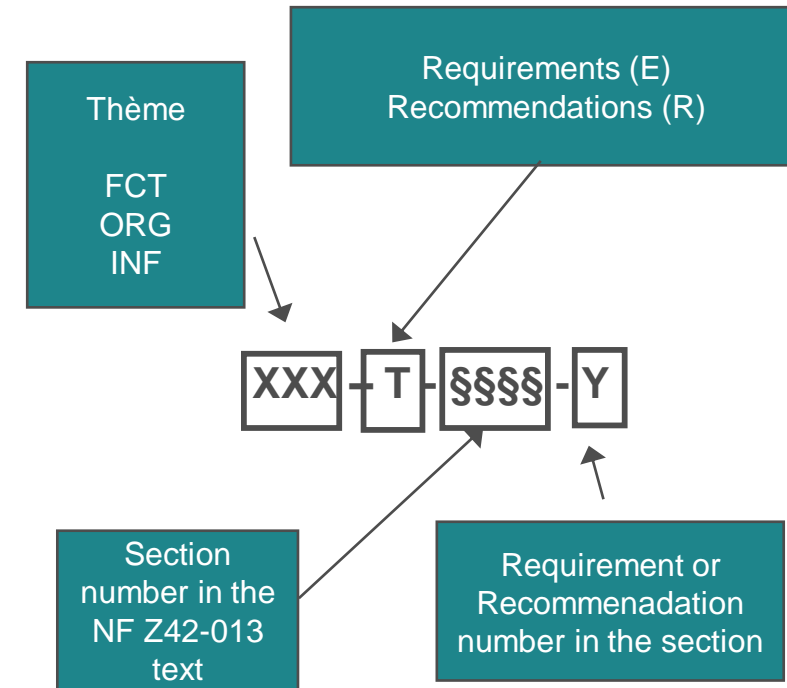 Requirements (E)
Recommendations (R)
Thème
FCT
ORG
INF
XXX - T - §§§§ - Y
Section
number in the
NF Z42-013
text
Requirement or
Recommenadation
number in the section